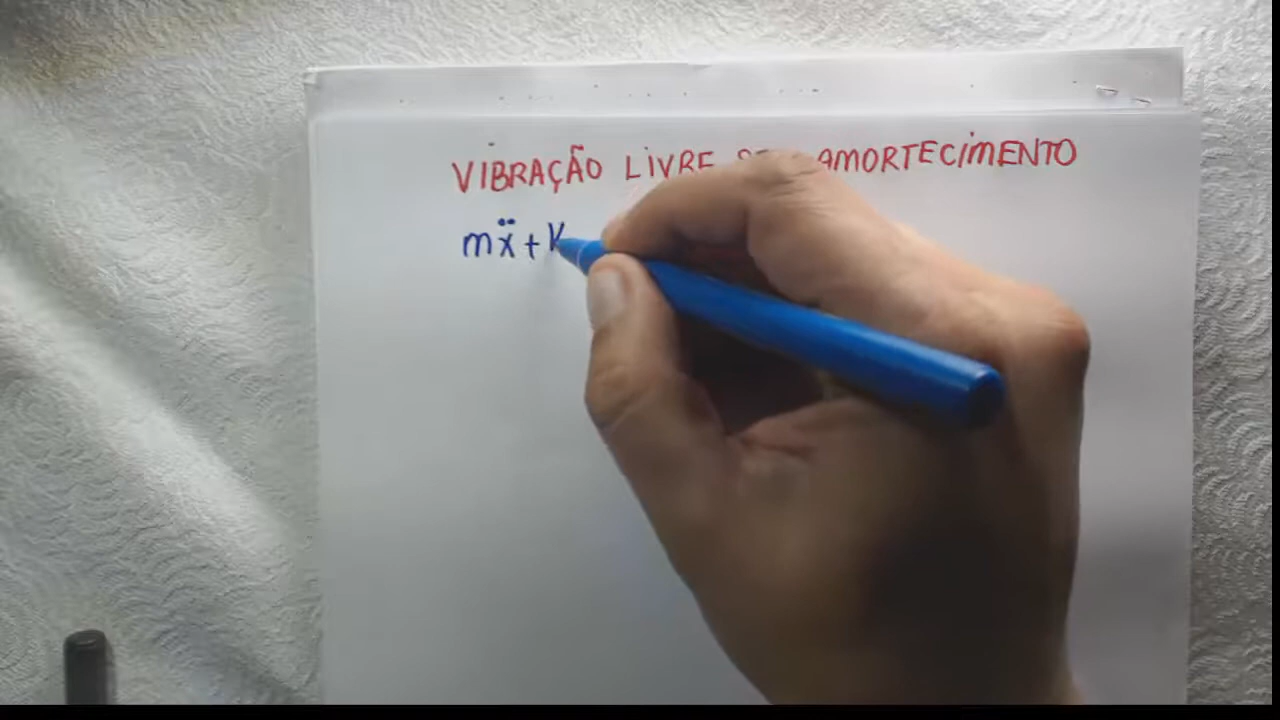 VIBRAÇÃO LIVRE AMORTECIMENTO
mẍ + K